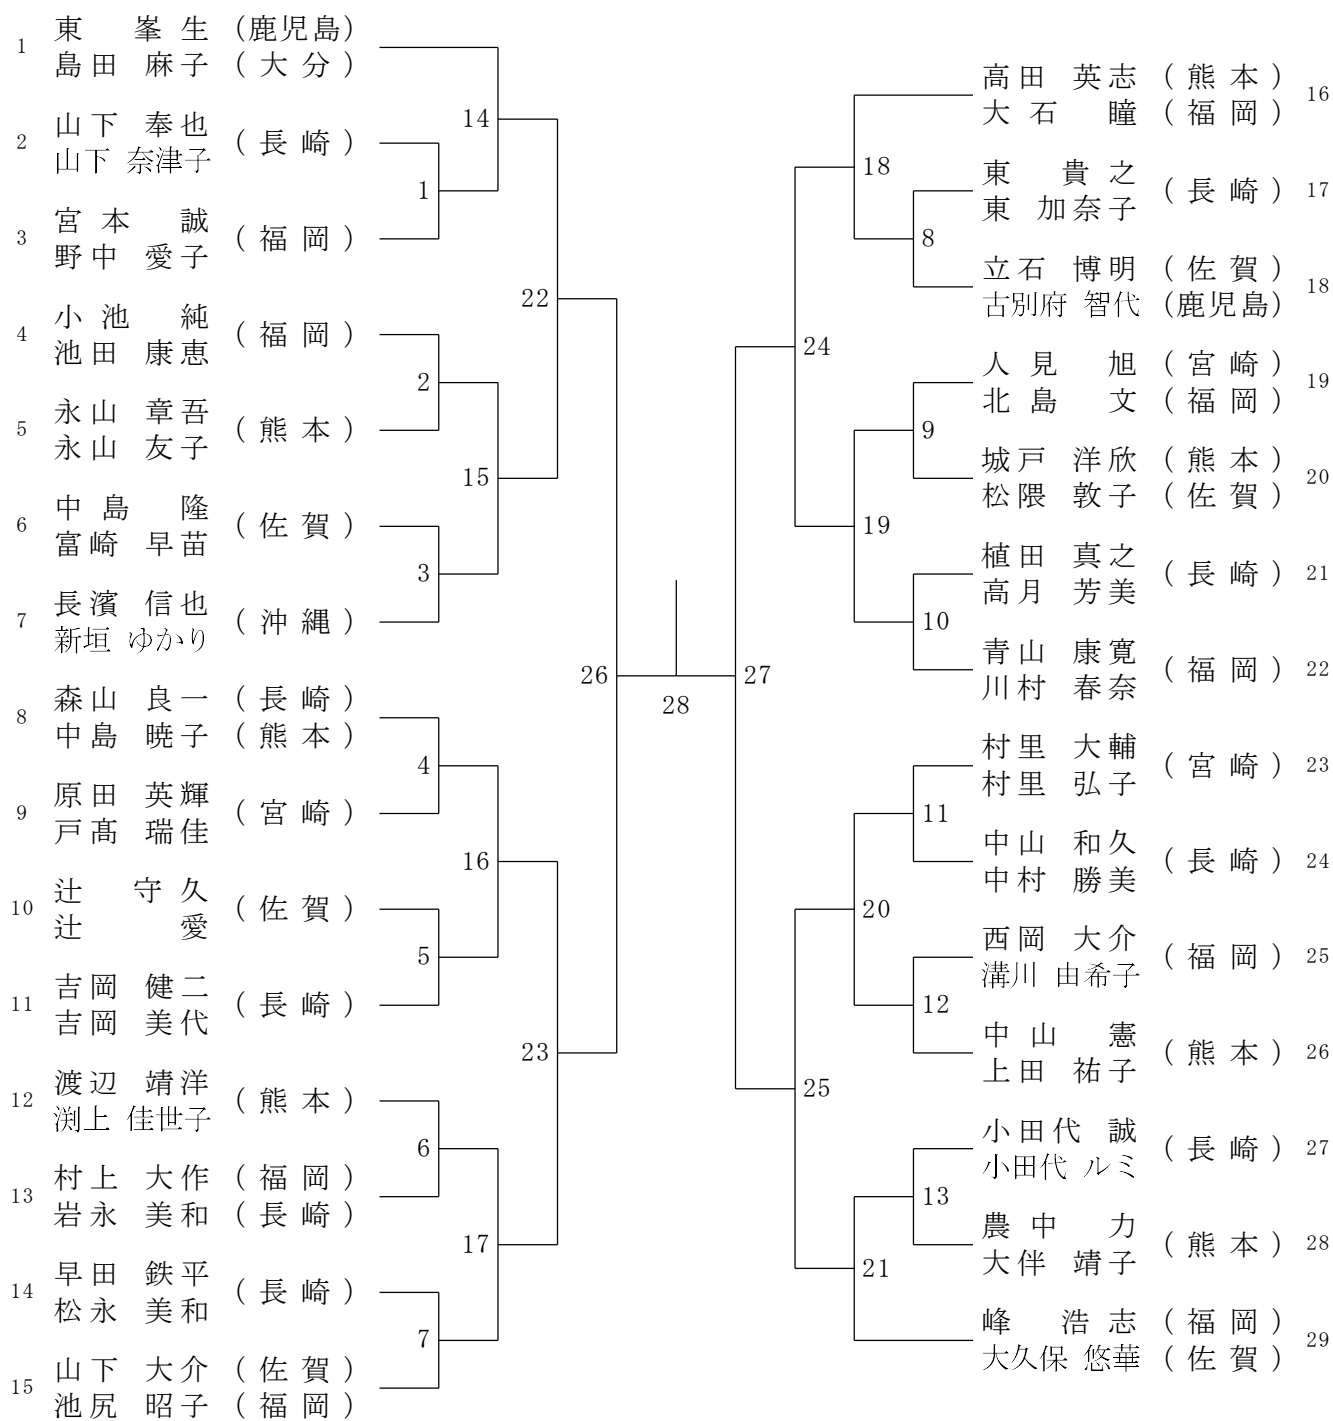 1 東 峯生 (鹿児島)
島田 麻子 (大分)
2 山下 奉也 (長崎)
山下 奈津子
3 宮本 誠 (福岡)
野中 愛子
4 小池 純 (福岡)
池田 康恵
5 永山 章吾 (熊本)
永山 友子
6 中島 隆 (佐賀)
富崎 早苗
7 長濱 信也 (沖縄)
新垣 ゆかり
8 森山 良一 (長崎)
中島 暁子 (熊本)
9 原田 英輝 (宮崎)
戸髙 瑞佳
10 辻 守久 (佐賀)
辻 愛
11 吉岡 健二 (長崎)
吉岡 美代
12 渡辺 靖洋 (熊本)
渕上 佳世子
13 村上 大作 (福岡)
岩永 美和 (長崎)
14 早田 鉄平 (長崎)
松永 美和
15 山下 大介 (佐賀)
池尻 昭子 (福岡)
1
2
3
4
5
6
7
14
15
16
17
22
23
26
28
27
24
25
18
19
20
21
8
9
10
11
12
13
高田 英志 (熊本) 16
大石 瞳 (福岡)
東 貴之 (長崎) 17
東 加奈子
立石 博明 (佐賀) 18
古別府 智代 (鹿児島)
人見 旭 (宮崎) 19
北島 文 (福岡)
城戸 洋欣 (熊本) 20
松隈 敦子 (佐賀)
植田 真之 (長崎) 21
高月 芳美
青山 康寛 (福岡) 22
川村 春奈
村里 大輔 (宮崎) 23
村里 弘子
中山 和久 (長崎) 24
中村 勝美
西岡 大介 (福岡) 25
溝川 由希子
中山 憲 (熊本) 26
上田 祐子
小田代 誠 (長崎) 27
小田代 ルミ
農中 力 (熊本) 28
大伴 靖子
峰 浩志 (福岡) 29
大久保 悠華 (佐賀)